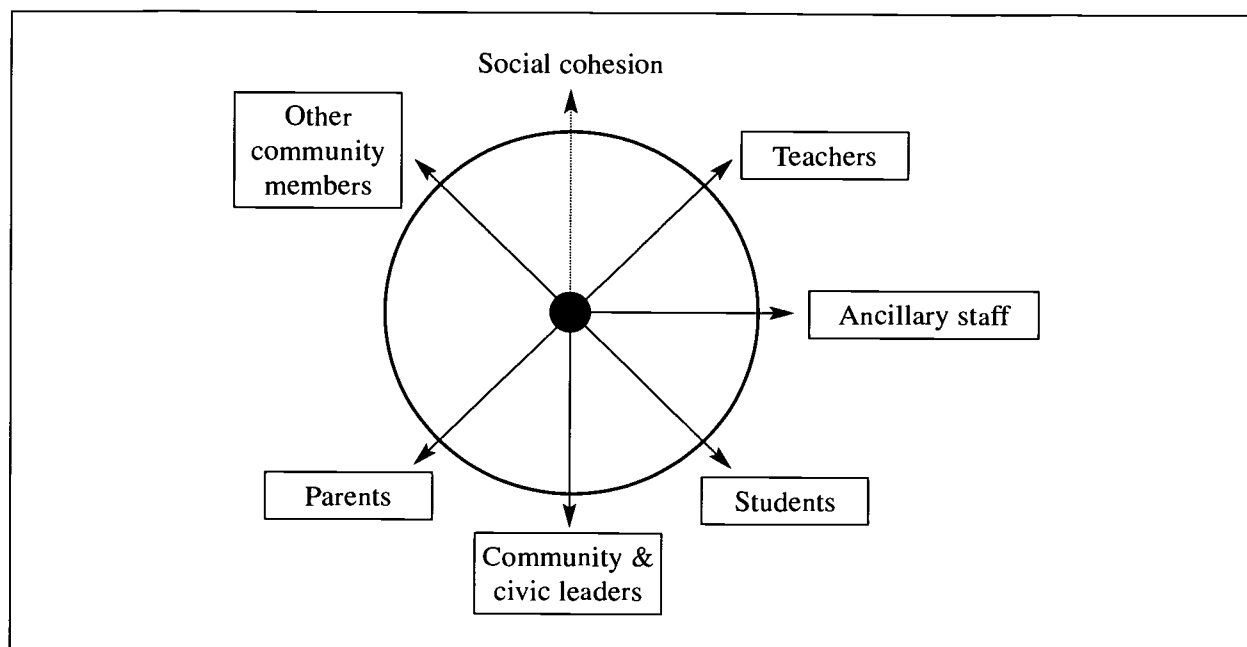 Social cohesion
Other
community
members
Teachers
Ancillary staff
Parents
Students
Community &
civic leaders